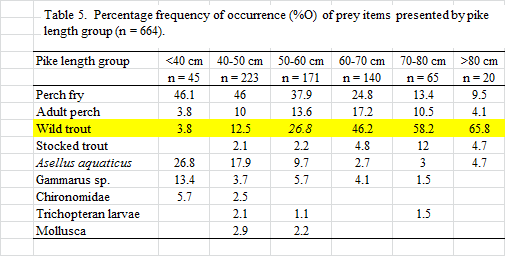 Table 5. Percentage frequency of occurrence (%O) of prey items presented by pike
length group (n = 664).
Pike length group <40 cm 40-50 cm 50-60 cm 60-70 cm 70-80 cm >80 cm
n = 45 n = 223 n = 171 n = 140 n = 65 n = 20
Perch fry 46.1 46 37.9 24.8 13.4 9.5
Adult perch 3.8 10 13.6 17.2 10.5 4.1
Wild trout 3.8 12.5 26.8 46.2 58.2 65.8
Stocked trout 2.1 2.2 4.8 12 4.7
Asellus aquaticus 26.8 17.9 9.7 2.7 3 4.7
Gammarus sp. 13.4 3.7 5.7 4.1 1.5
Chironomidae 5.7 2.5
Trichopteran larvae 2.1 1.1 1.5
Mollusca 2.9 2.2